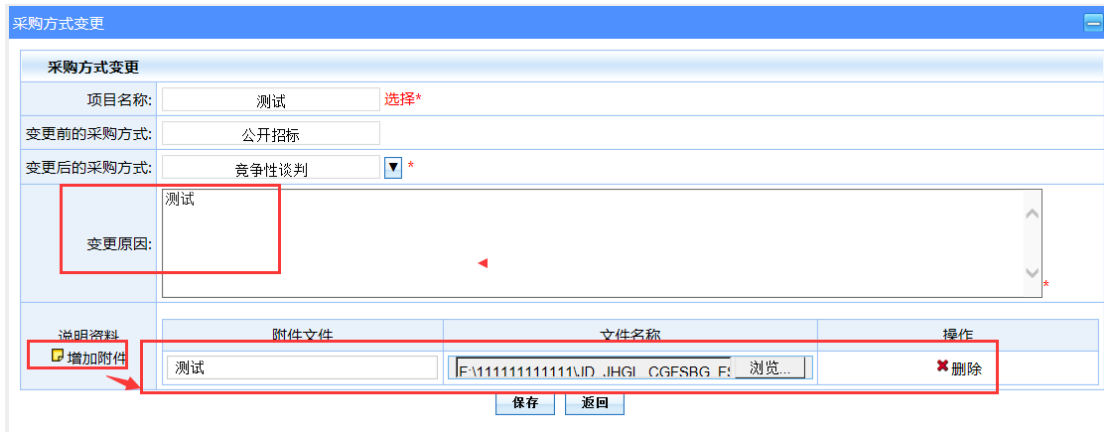 采购方式变更
采购方式变更
项目名称: 测试 选择*
变更前的采购方式: 公开招标
变更后的采购方式: 竞争性谈判 *
变更原因: 测试 *
说明资料 附件文件 文件名称 操作
增加附件 测试 F:\111111111111\JD_JHGL_CGFSBG_FS 浏览... 删除
保存 返回